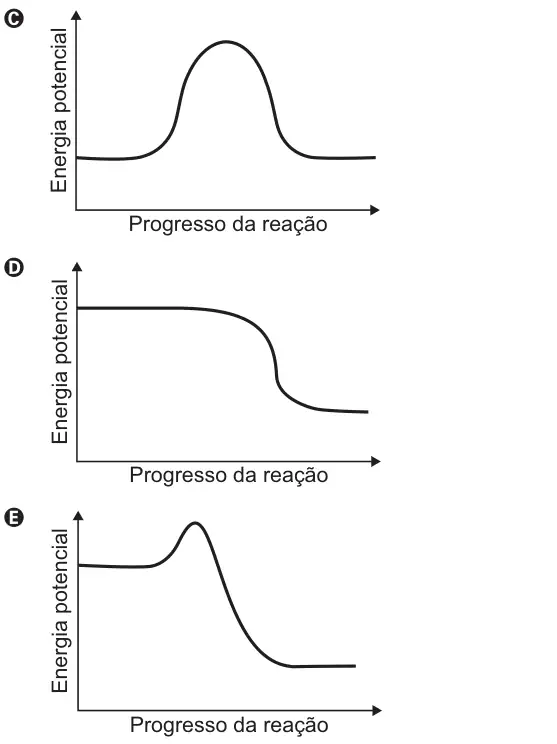 C
Energia potencial
Progresso da reação
D
Energia potencial
Progresso da reação
E
Energia potencial
Progresso da reação